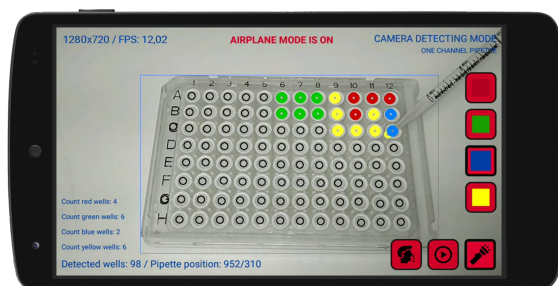 1280x720 / FPS: 12,02
AIRPLANE MODE IS ON
CAMERA DETECTING MODE
ONE CHANNEL PIPETTE
1 2 3 4 5 6 7 8 9 10 11 12
A
B
C
D
E
F
G
H
Count red wells: 4
Count green wells: 6
Count blue wells: 2
Count yellow wells: 6
Detected wells: 98 / Pipette position: 952/310